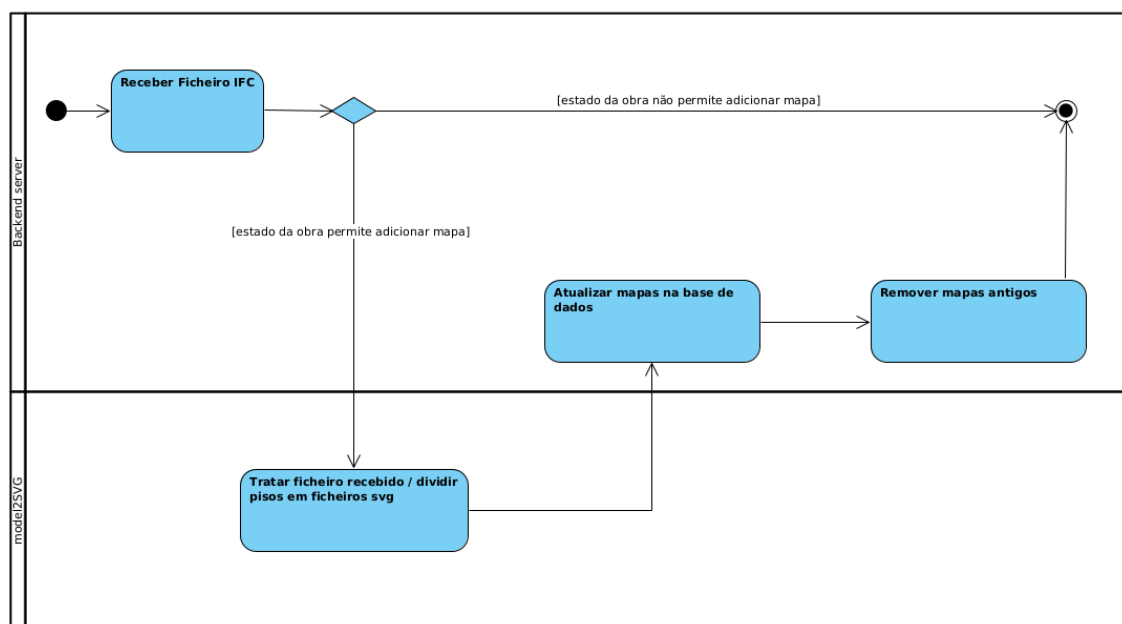 Backend server
Receber Ficheiro IFC
[estado da obra não permite adicionar mapa]
[estado da obra permite adicionar mapa]
Atualizar mapas na base de
dados
Remover mapas antigos
model2SVG
Tratar ficheiro recebido / dividir
pisos em ficheiros svg